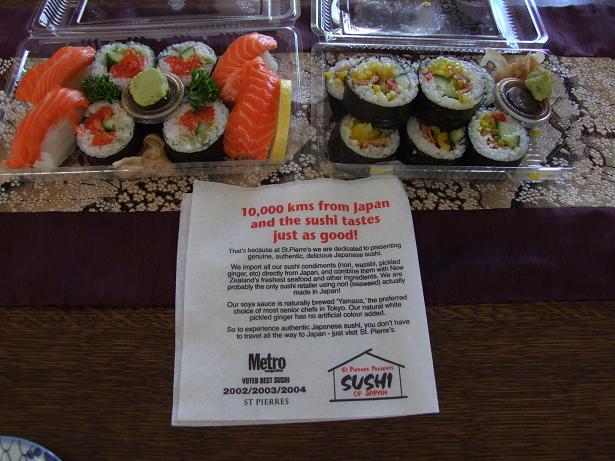 10,000 kms from Japan
and the sushi tastes
just as good!
That's because at St.Pierre's we are dedicated to presenting
genuine, authentic, delicious Japanese sushi.
We import all our sushi condiments (nori, wasabi, pickled
ginger, etc) directly from Japan, and combine them with New
Zealand's freshest seafood and other ingredients. We are
probably the only sushi retailer using nori (seaweed) actually
made in Japan!
Our soya sauce is naturally brewed 'Yamasa,' the preferred
choice of most senior chefs in Tokyo. Our natural white
pickled ginger has no artificial colour added.
So to experience authentic Japanese sushi, you don't have
to travel all the way to Japan - just visit St. Pierre's.
Metro
magazine
VOTED BEST SUSHI
2002/2003/2004
ST PIERRES
ST PIERRES PRESENTS
SUSHI
OF JAPAN